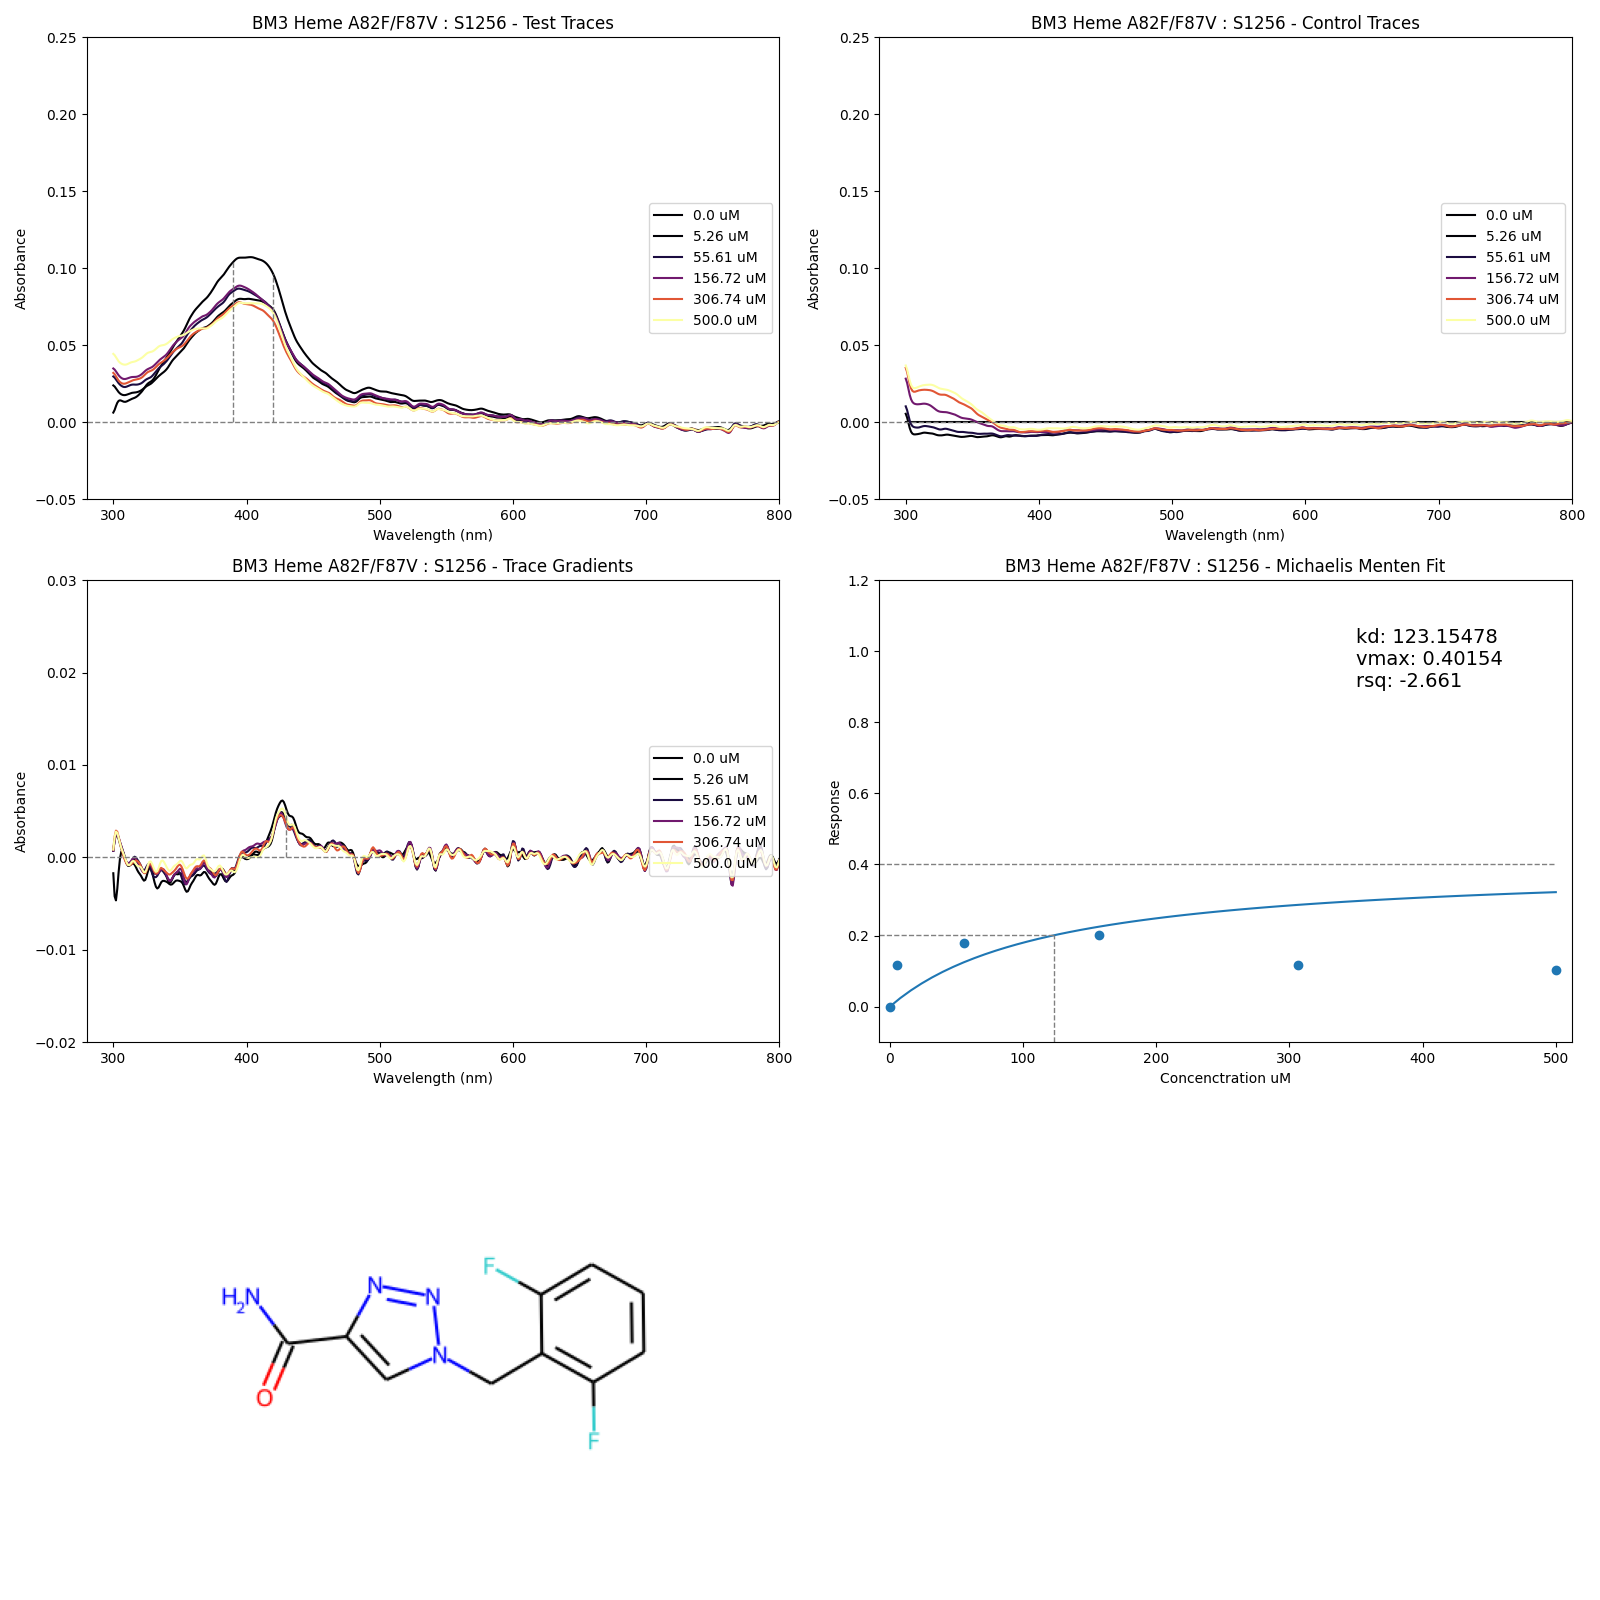 BM3 Heme A82F/F87V : S1256 - Test Traces
0.25
0.20
0.15
0.10
0.05
0.00
−0.05
Absorbance
300 400 500 600 700 800
Wavelength (nm)
0.0 uM
5.26 uM
55.61 uM
156.72 uM
306.74 uM
500.0 uM
BM3 Heme A82F/F87V : S1256 - Control Traces
0.25
0.20
0.15
0.10
0.05
0.00
−0.05
Absorbance
300 400 500 600 700 800
Wavelength (nm)
0.0 uM
5.26 uM
55.61 uM
156.72 uM
306.74 uM
500.0 uM
BM3 Heme A82F/F87V : S1256 - Trace Gradients
0.03
0.02
0.01
0.00
−0.01
−0.02
Absorbance
300 400 500 600 700 800
Wavelength (nm)
0.0 uM
5.26 uM
55.61 uM
156.72 uM
306.74 uM
500.0 uM
BM3 Heme A82F/F87V : S1256 - Michaelis Menten Fit
1.2
1.0
0.8
0.6
0.4
0.2
0.0
Response
kd: 123.15478
vmax: 0.40154
rsq: -2.661
0 100 200 300 400 500
Concenctration uM
F
N
N
H2N
N
O
F